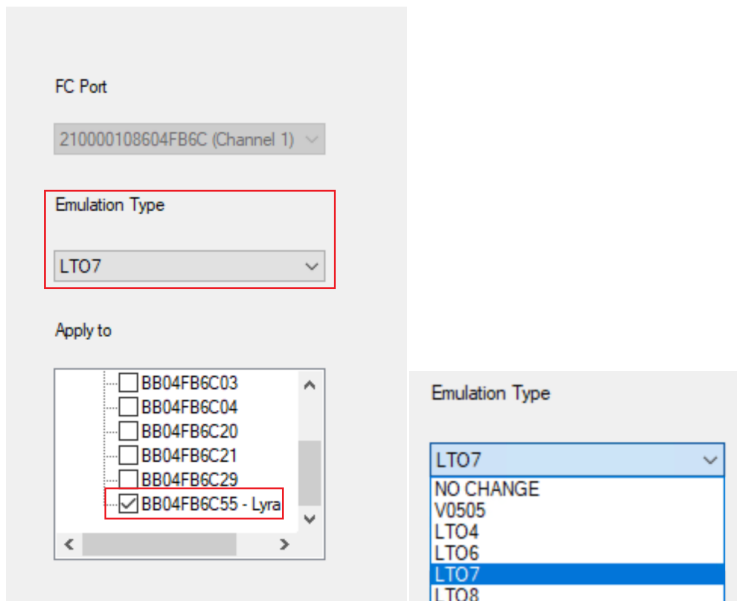 FC Port
210000108604FB6C (Channel 1)
Emulation Type
LTO7
Apply to
BB04FB6C03
BB04FB6C04
BB04FB6C20
BB04FB6C21
BB04FB6C29
BB04FB6C55 - Lyra
Emulation Type
LTO7
NO CHANGE
V0505
LTO4
LTO6
LTO7
LTO8